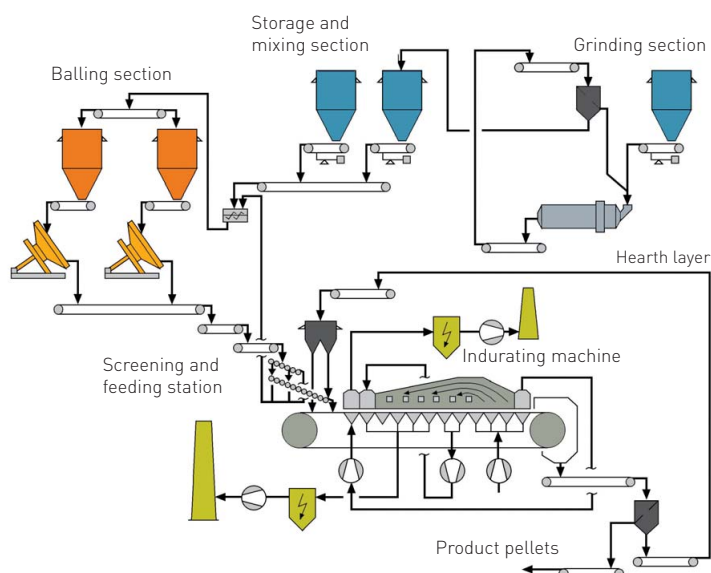 Storage and
mixing section
Grinding section
Balling section
Hearth layer
Indurating machine
Screening and
feeding station
Product pellets